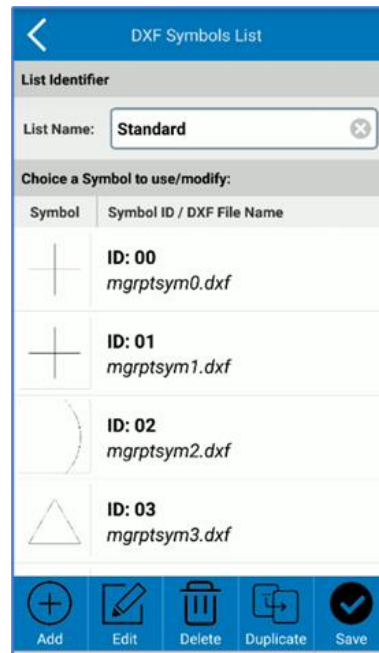 DXF Symbols List
List Identifier
List Name: Standard
Choice a Symbol to use/modify:
Symbol Symbol ID / DXF File Name
ID: 00
mgrptsym0.dxf
ID: 01
mgrptsym1.dxf
ID: 02
mgrptsym2.dxf
ID: 03
mgrptsym3.dxf
Add Edit Delete Duplicate Save